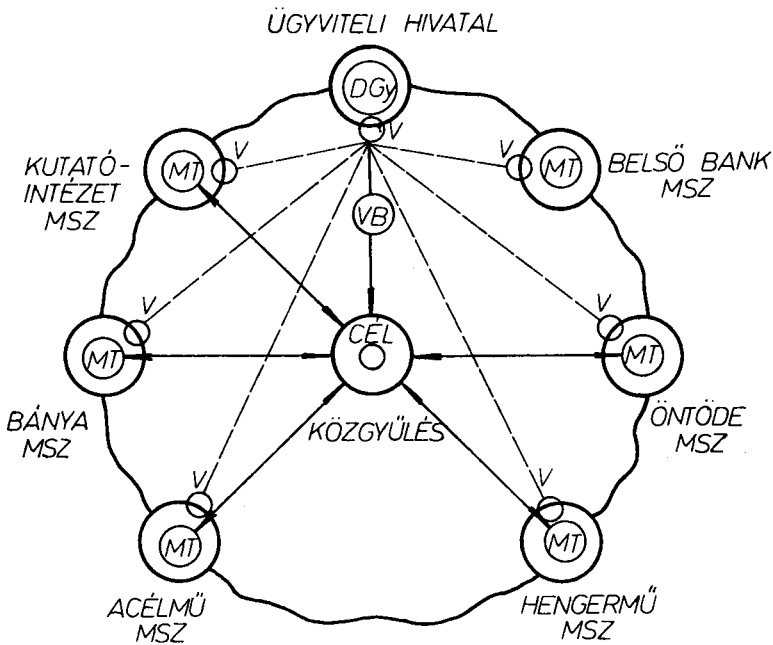 ÜGYVITELI HIVATAL
DGy
V
KUTATÓ-
INTÉZET
MSZ
MT
V
V
MT
BELSŐ BANK
MSZ
VB
V
MT
BÁNYA
MSZ
CÉL
KÖZGYŰLÉS
V
MT
ÖNTÖDE
MSZ
V
MT
ACÉLMŰ
MSZ
V
MT
HENGERMŰ
MSZ